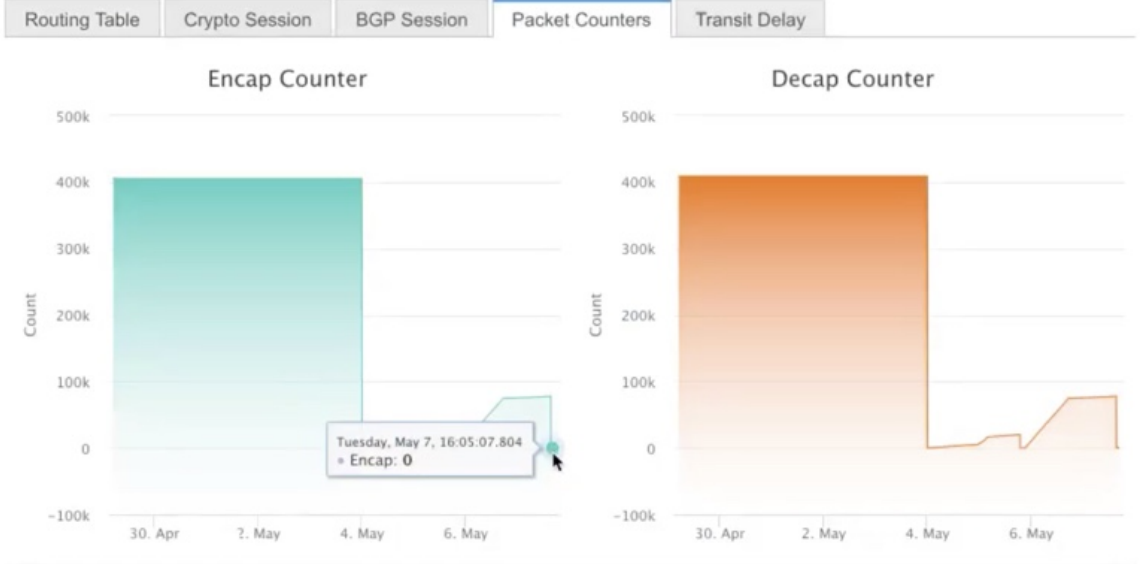 Routing Table
Crypto Session
BGP Session
Packet Counters
Transit Delay
Encap Counter
500k
400k
300k
200k
100k
0
-100k
Count
30. Apr
2. May
4. May
6. May
Tuesday, May 7, 16:05:07.804
Encap: 0
Decap Counter
500k
400k
300k
200k
100k
0
-100k
Count
30. Apr
2. May
4. May
6. May